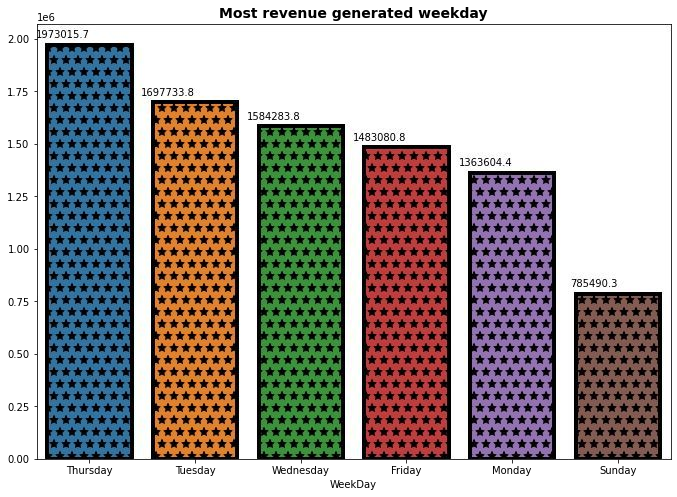 Most revenue generated weekday
1e6
2.00
1.75
1.50
1.25
1.00
0.75
0.50
0.25
0.00
1973015.7
1697733.8
1584283.8
1483080.8
1363604.4
785490.3
Thursday
Tuesday
Wednesday
Friday
Monday
Sunday
WeekDay